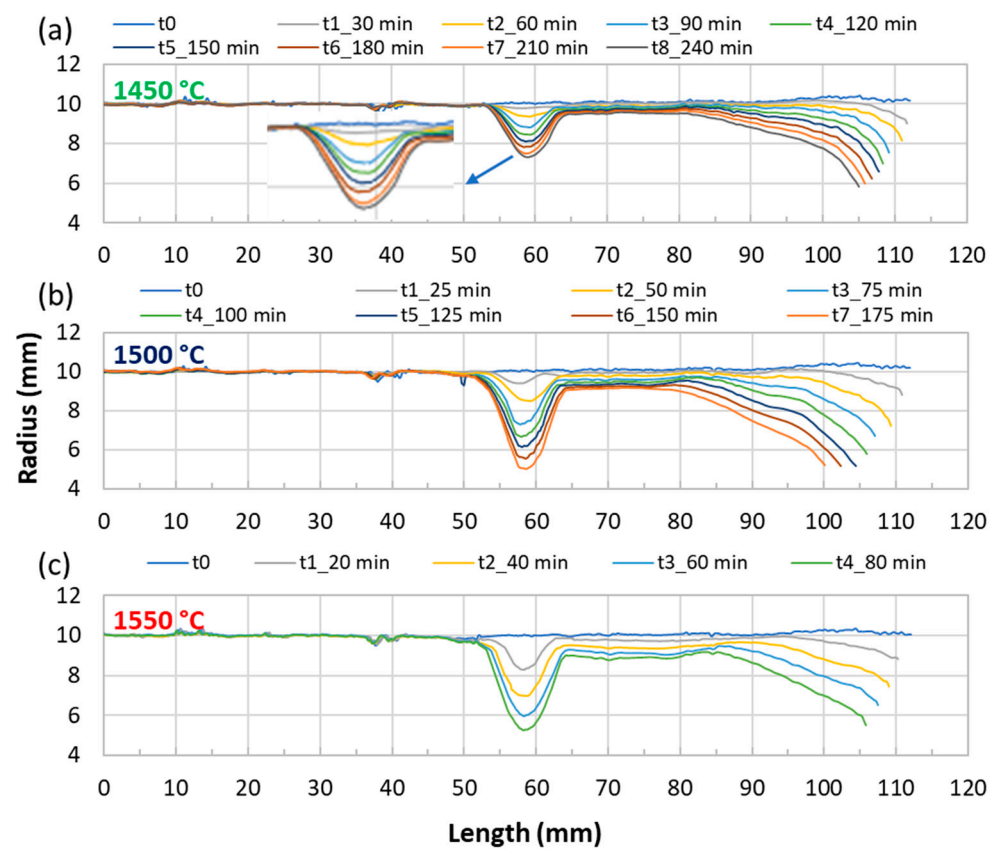 (a)
t0 t1_30 min t2_60 min t3_90 min t4_120 min
t5_150 min t6_180 min t7_210 min t8_240 min
12
10
8
6
4
1450 °C
0 10 20 30 40 50 60 70 80 90 100 110 120
(b)
t0 t1_25 min t2_50 min t3_75 min
t4_100 min t5_125 min t6_150 min t7_175 min
12
10
8
6
4
1500 °C
0 10 20 30 40 50 60 70 80 90 100 110 120
Radius (mm)
(c)
t0 t1_20 min t2_40 min t3_60 min t4_80 min
12
10
8
6
4
1550 °C
0 10 20 30 40 50 60 70 80 90 100 110 120
Length (mm)